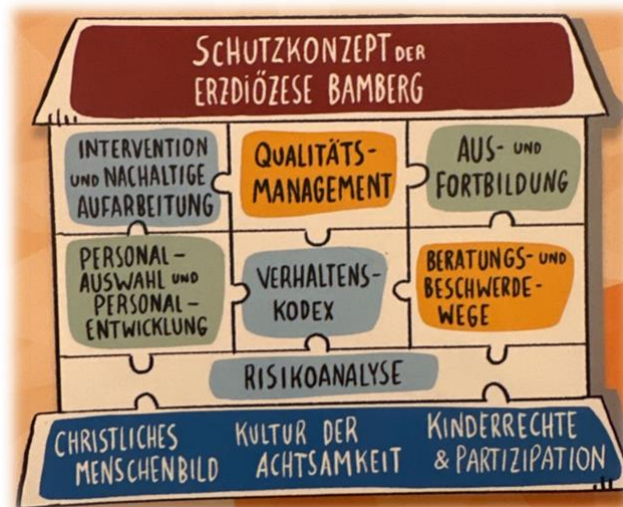 SCHUTZKONZEPT DER
ERZDIÖZESE BAMBERG
INTERVENTION
UND NACHALTIGE
AUFARBEITUNG
QUALITÄTS-
MANAGEMENT
AUS- UND
FORTBILDUNG
PERSONAL-
AUSWAHL UND
PERSONAL-
ENTWICKLUNG
VERHALTENS-
KODEX
BERATUNGS- UND
BESCHWERDE-
WEGE
RISIKOANALYSE
CHRISTLICHES
MENSCHENBILD
KULTUR DER
ACHTSAMKEIT
KINDERRECHTE
& PARTIZIPATION